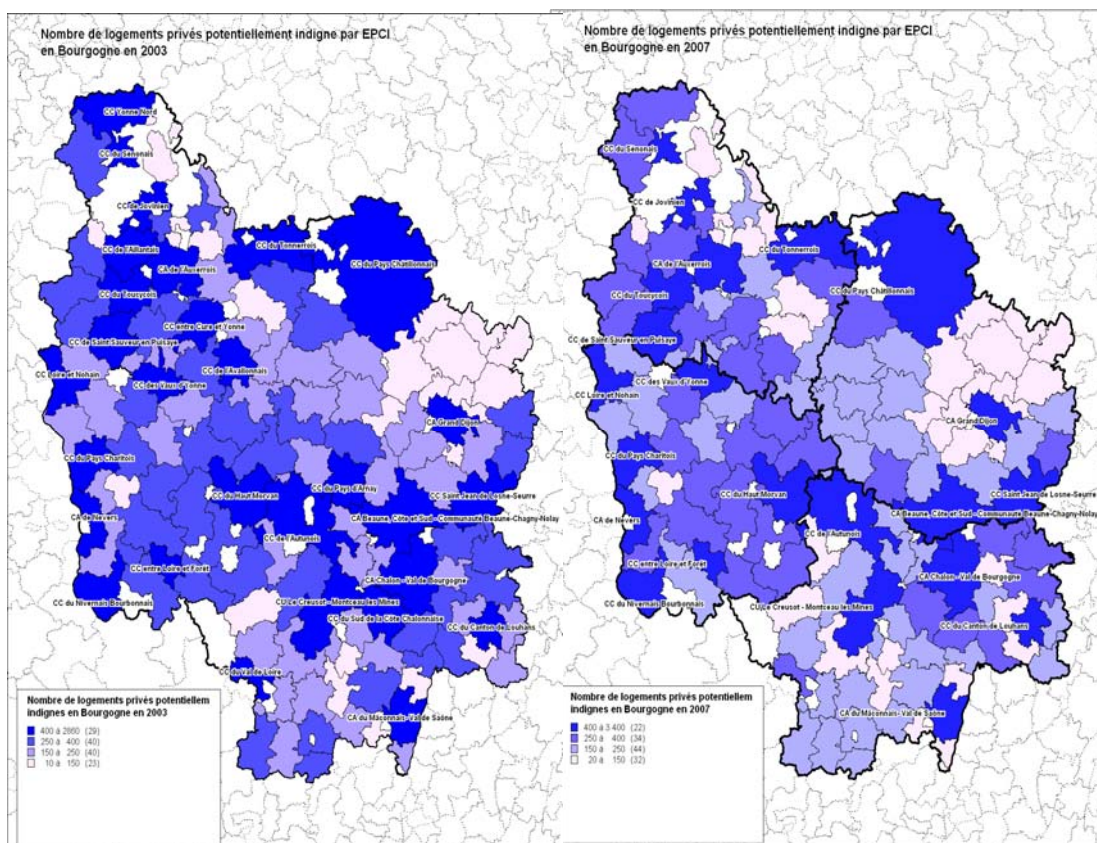 Nombre de logements privés potentiellement indigne par EPCI
en Bourgogne en 2003
CC Yonne Nord
CC du Sénonais
CC de Jovinien
CC de l'Aillantais
CC du Tonnerrois
CA de l'Auxerrois
CC du Pays Châtillonnais
CC du Toucycois
CC entre Cure et Yonne
CC de Saint Sauveur en Puisaye
CC Loire et Nohain
CC de l'Avallonnais
CC des Vaux d'Yonne
CA Grand Dijon
CC du Pays Charitois
CC du Haut Morvan
CC du Pays d'Arnay
CC Saint Jean de Losne-Seurre
CA de Nevers
CA Beaune, Côte et Sud - Communauté Beaune-Chagny-Nolay
CC de l'Autunois
CC entre Loire et Forêt
CA Chalon - Val de Bourgogne
CC du Nivernais Bourbonnais
CU Le Creusot - Montceau les Mines
CC du Sud de la Côte Chalonnaise
CC du Canton de Louhans
CC du Val de Loire
CA du Mâconnais - Val de Saône
Nombre de logements privés potentiellem
indignes en Bourgogne en 2003
400 à 2860 (29)
250 à 400 (40)
150 à 250 (40)
10 à 150 (23)
Nombre de logements privés potentiellement indigne par EPCI
en Bourgogne en 2007
CC du Sénonais
CC de Jovinien
CC du Tonnerrois
CA de l'Auxerrois
CC du Pays Châtillonnais
CC du Toucycois
CC de Saint Sauveur en Puisaye
CC des Vaux d'Yonne
CC Loire et Nohain
CA Grand Dijon
CC du Pays Charitois
CC du Haut Morvan
CC Saint Jean de Losne-Seurre
CA de Nevers
CA Beaune, Côte et Sud - Communauté Beaune-Chagny-Nolay
CC de l'Autunois
CC entre Loire et Forêt
CA Chalon - Val de Bourgogne
CC du Nivernais Bourbonnais
CU Le Creusot - Montceau les Mines
CC du Canton de Louhans
CA du Mâconnais - Val de Saône
Nombre de logements privés potentiellem
indignes en Bourgogne en 2007
400 à 3 400 (22)
250 à 400 (34)
150 à 250 (44)
20 à 150 (32)